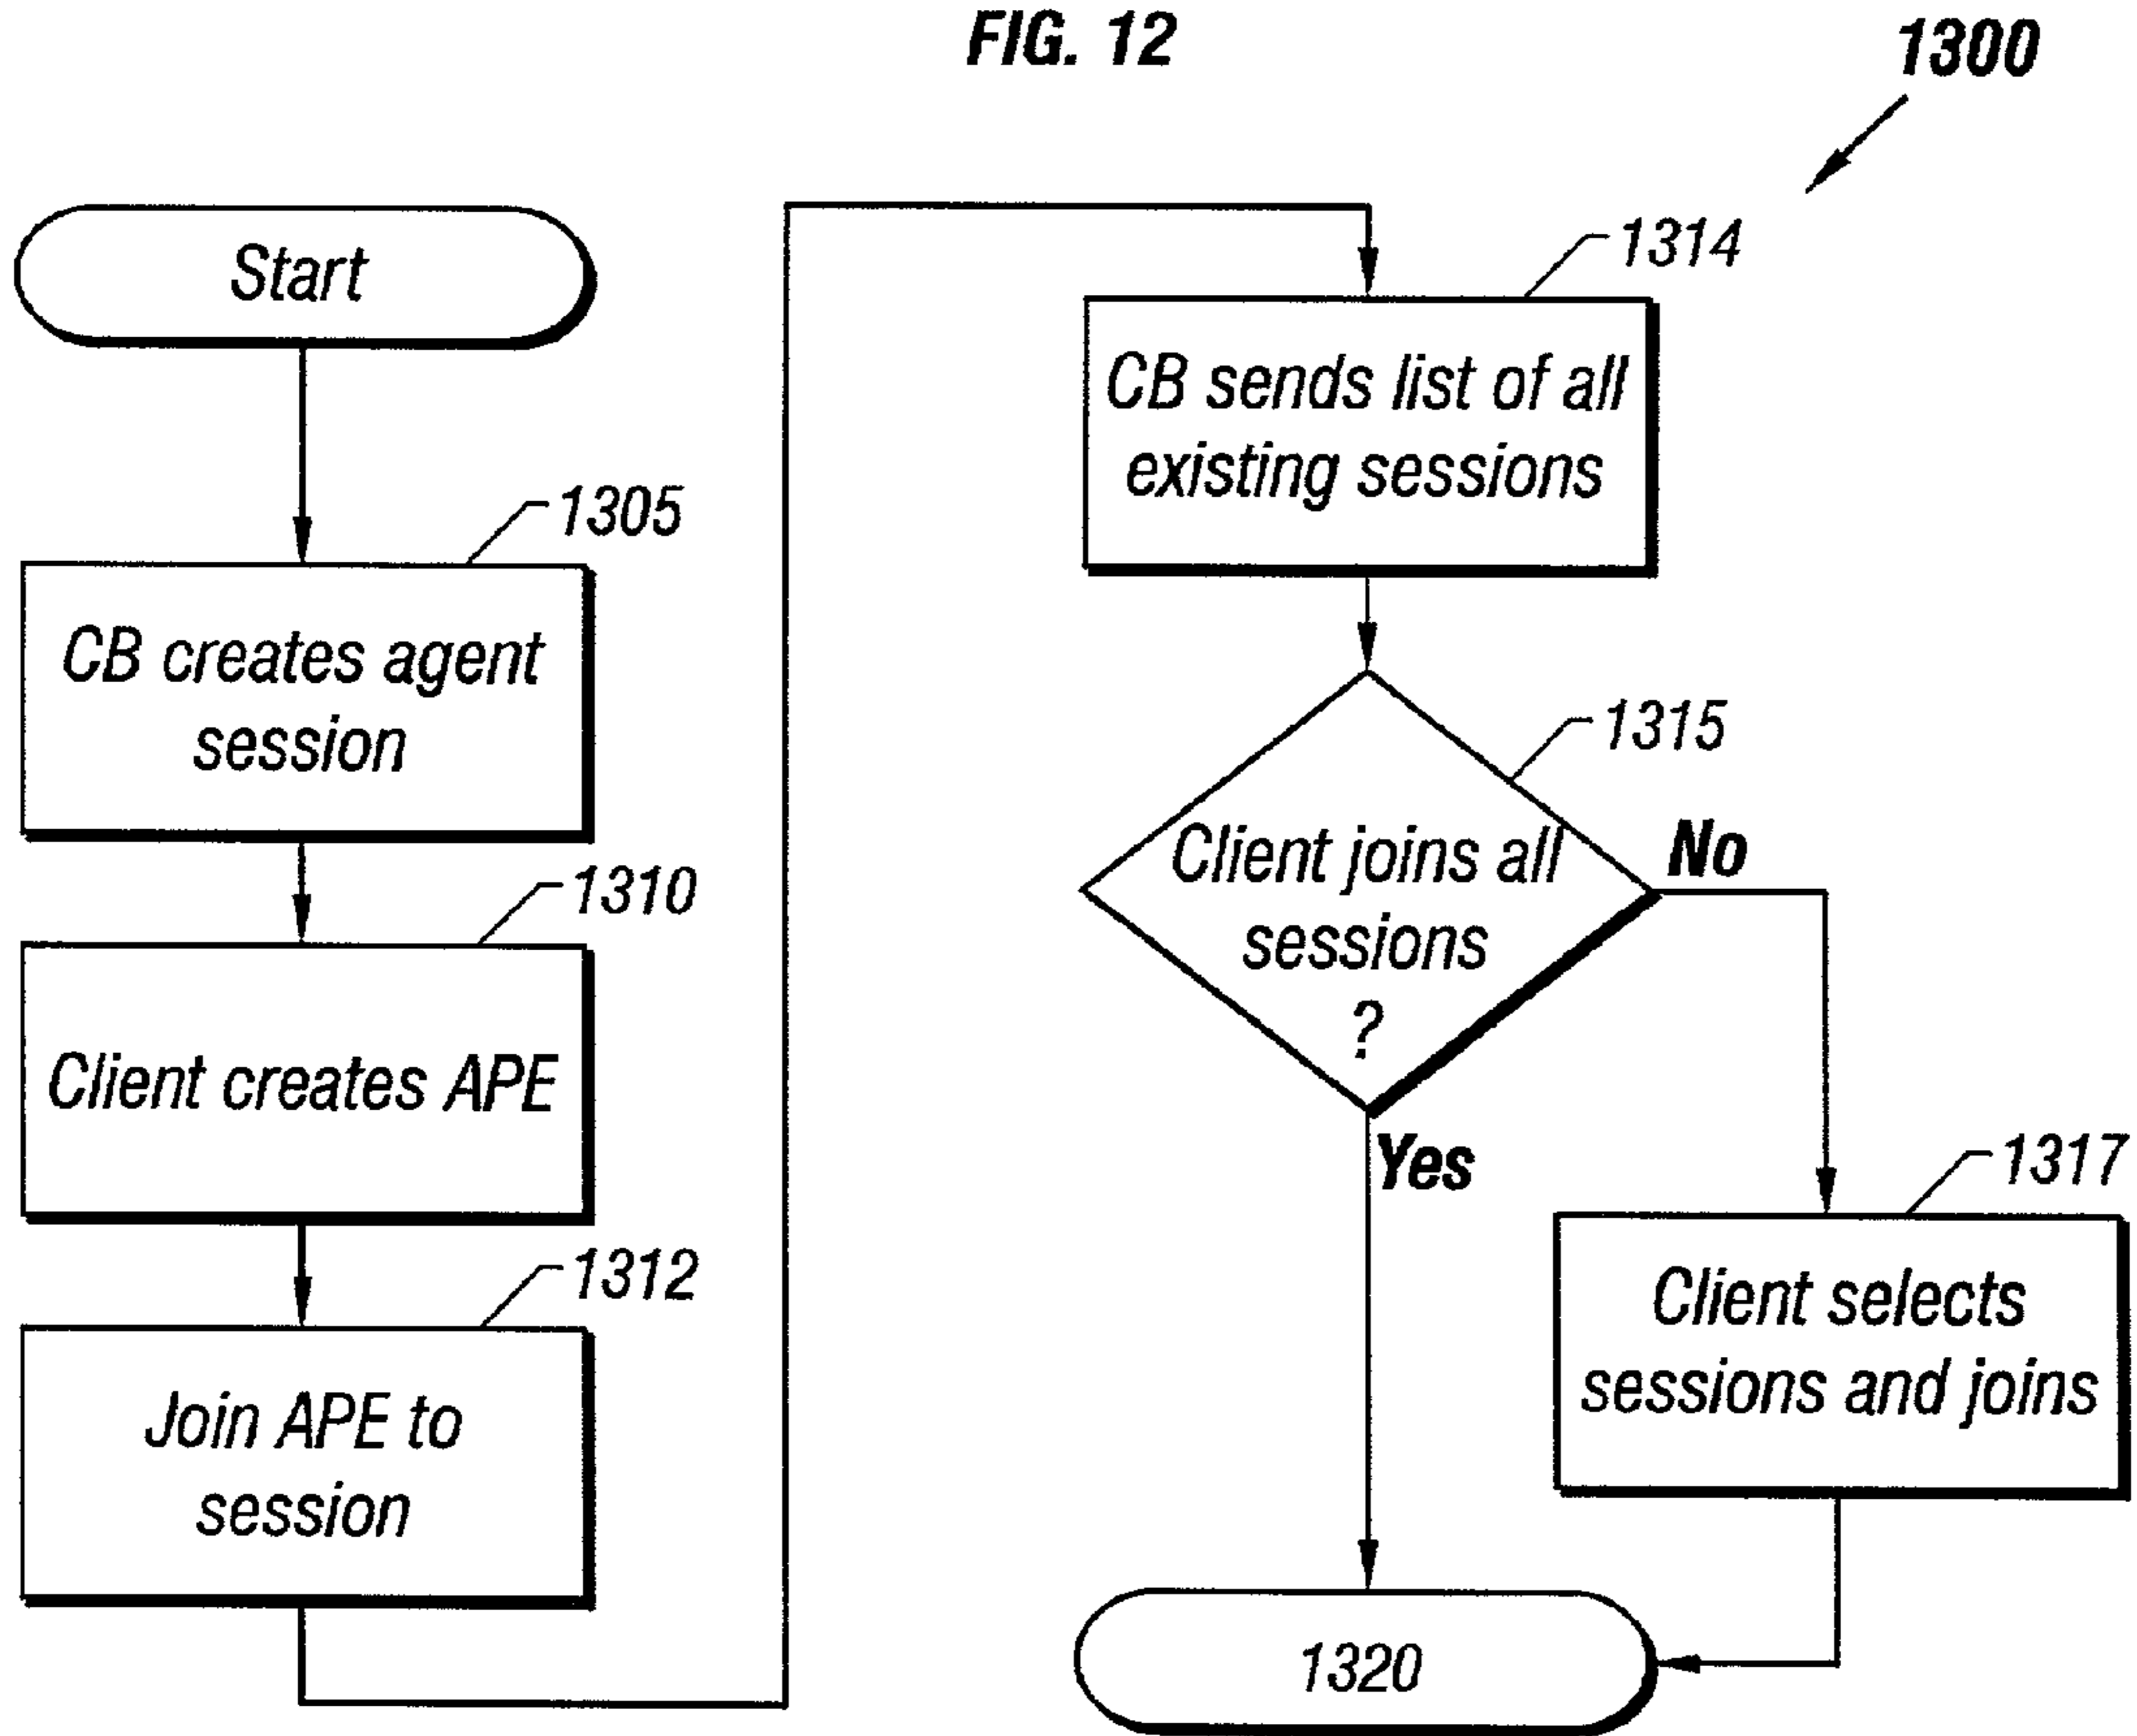 FIG. 12
1300
Start
1305
CB creates agent
session
1310
Client creates APE
1312
Join APE to
session
1314
CB sends list of all
existing sessions
1315
Client joins all
sessions
?
No
Yes
1317
Client selects
sessions and joins
1320